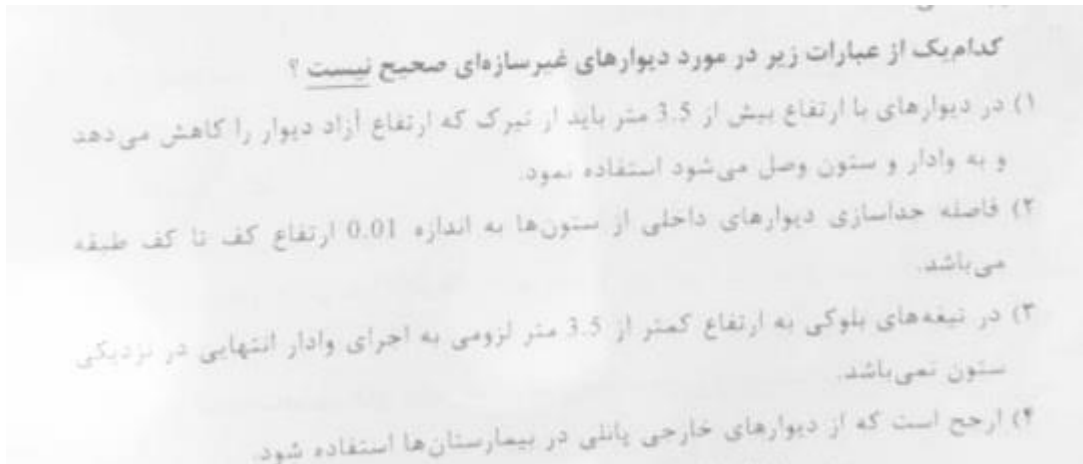 کدام‌یک از عبارات زیر در مورد دیوارهای غیرسازه‌ای صحیح نیست ؟
۱) در دیوارهای با ارتفاع بیش از 3.5 متر باید از تیرک که ارتفاع آزاد دیوار را کاهش می‌دهد
و به وادار و ستون وصل می‌شود استفاده نمود.
۲) فاصله جداسازی دیوارهای داخلی از ستون‌ها به اندازه 0.01 ارتفاع کف تا کف طبقه
می‌باشد.
۳) در تیغه‌های بلوکی به ارتفاع کمتر از 3.5 متر لزومی به اجرای وادار انتهایی در نزدیکی
ستون نمی‌باشد.
۴) ارجح است که از دیوارهای خارجی پانلی در بیمارستان‌ها استفاده شود.